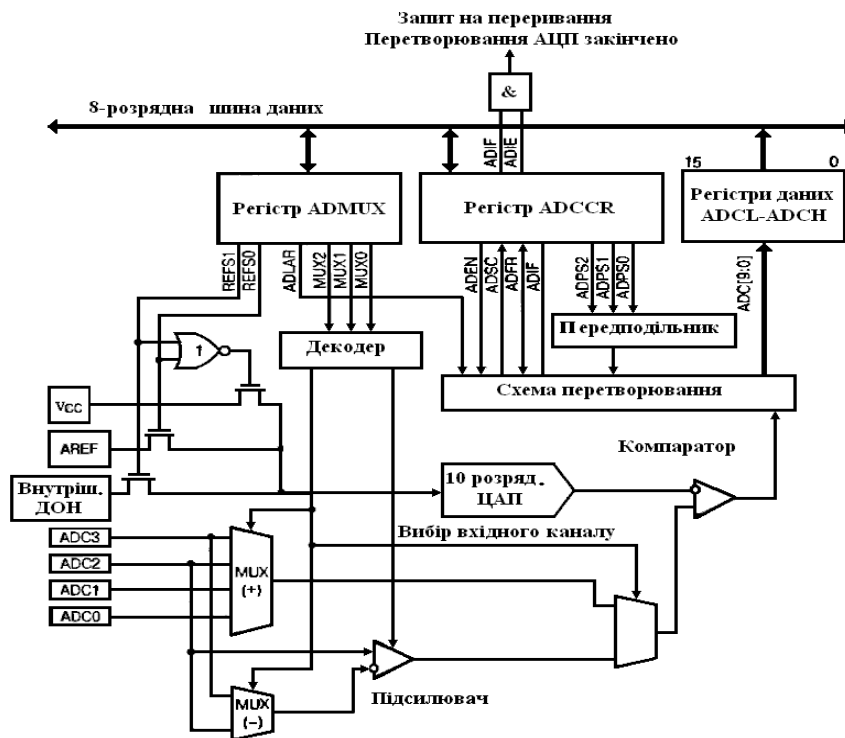 Запит на переривання
Перетворювання АЦП закінчено
&
8-розрядна шина даних
ADIF
ADIE
15 0
Регістр ADMUX
Регістр ADCCR
Регістри даних
ADCL-ADCH
REFS1
REFS0
ADLAR
MUX2
MUX1
MUX0
ADEN
ADSC
ADFR
ADIF
ADPS2
ADPS1
ADPS0
ADC[9:0]
Передподільник
Декодер
1
Схема перетворювання
VCC
AREF
Компаратор
Внутріш.
ДОН
10 розряд.
ЦАП
Вибір вхідного каналу
ADC3
ADC2
ADC1
ADC0
MUX
(+)
Підсилювач
MUX
(−)